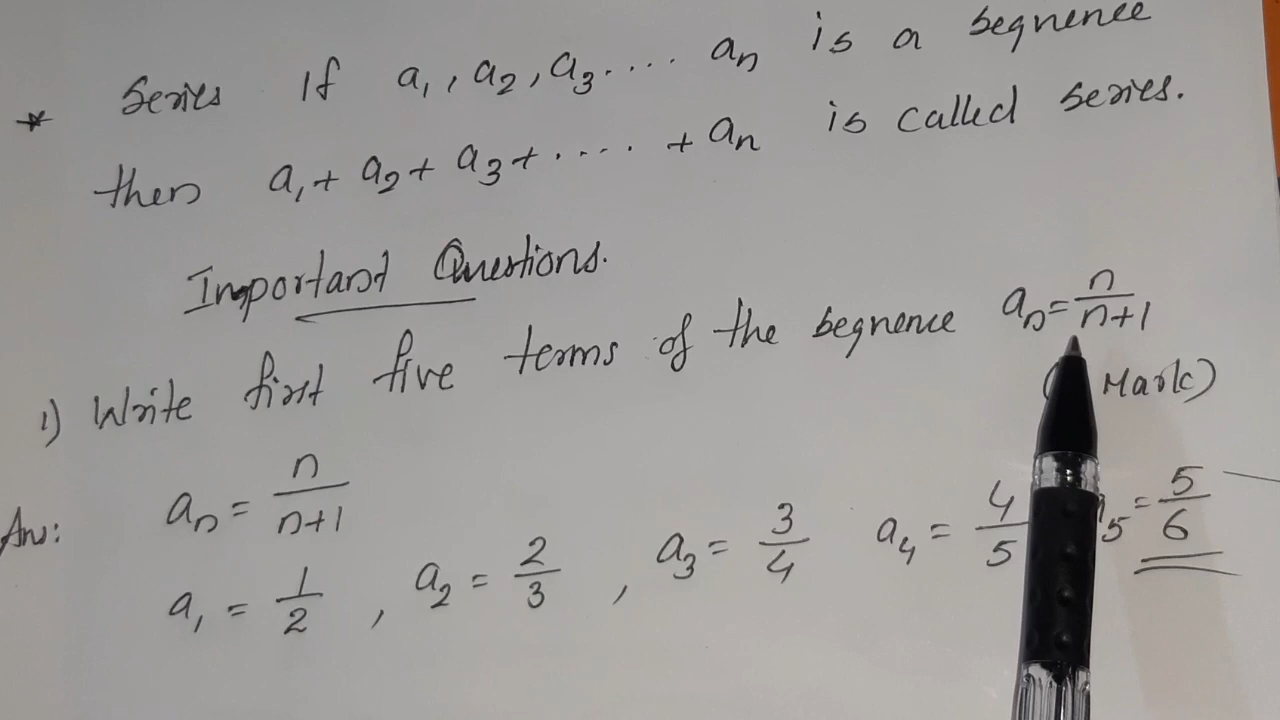 * Series If a₁, a₂, a₃.... aₙ is a sequence
then a₁ + a₂ + a₃ + .... + aₙ is called series.
Important Questions.
1) Write first five terms of the sequence aₙ = n/n+1
Mark)
Ans: aₙ = n/n+1
a₁ = 1/2 , a₂ = 2/3 , a₃ = 3/4 a₄ = 4/5 ₅ = 5/6